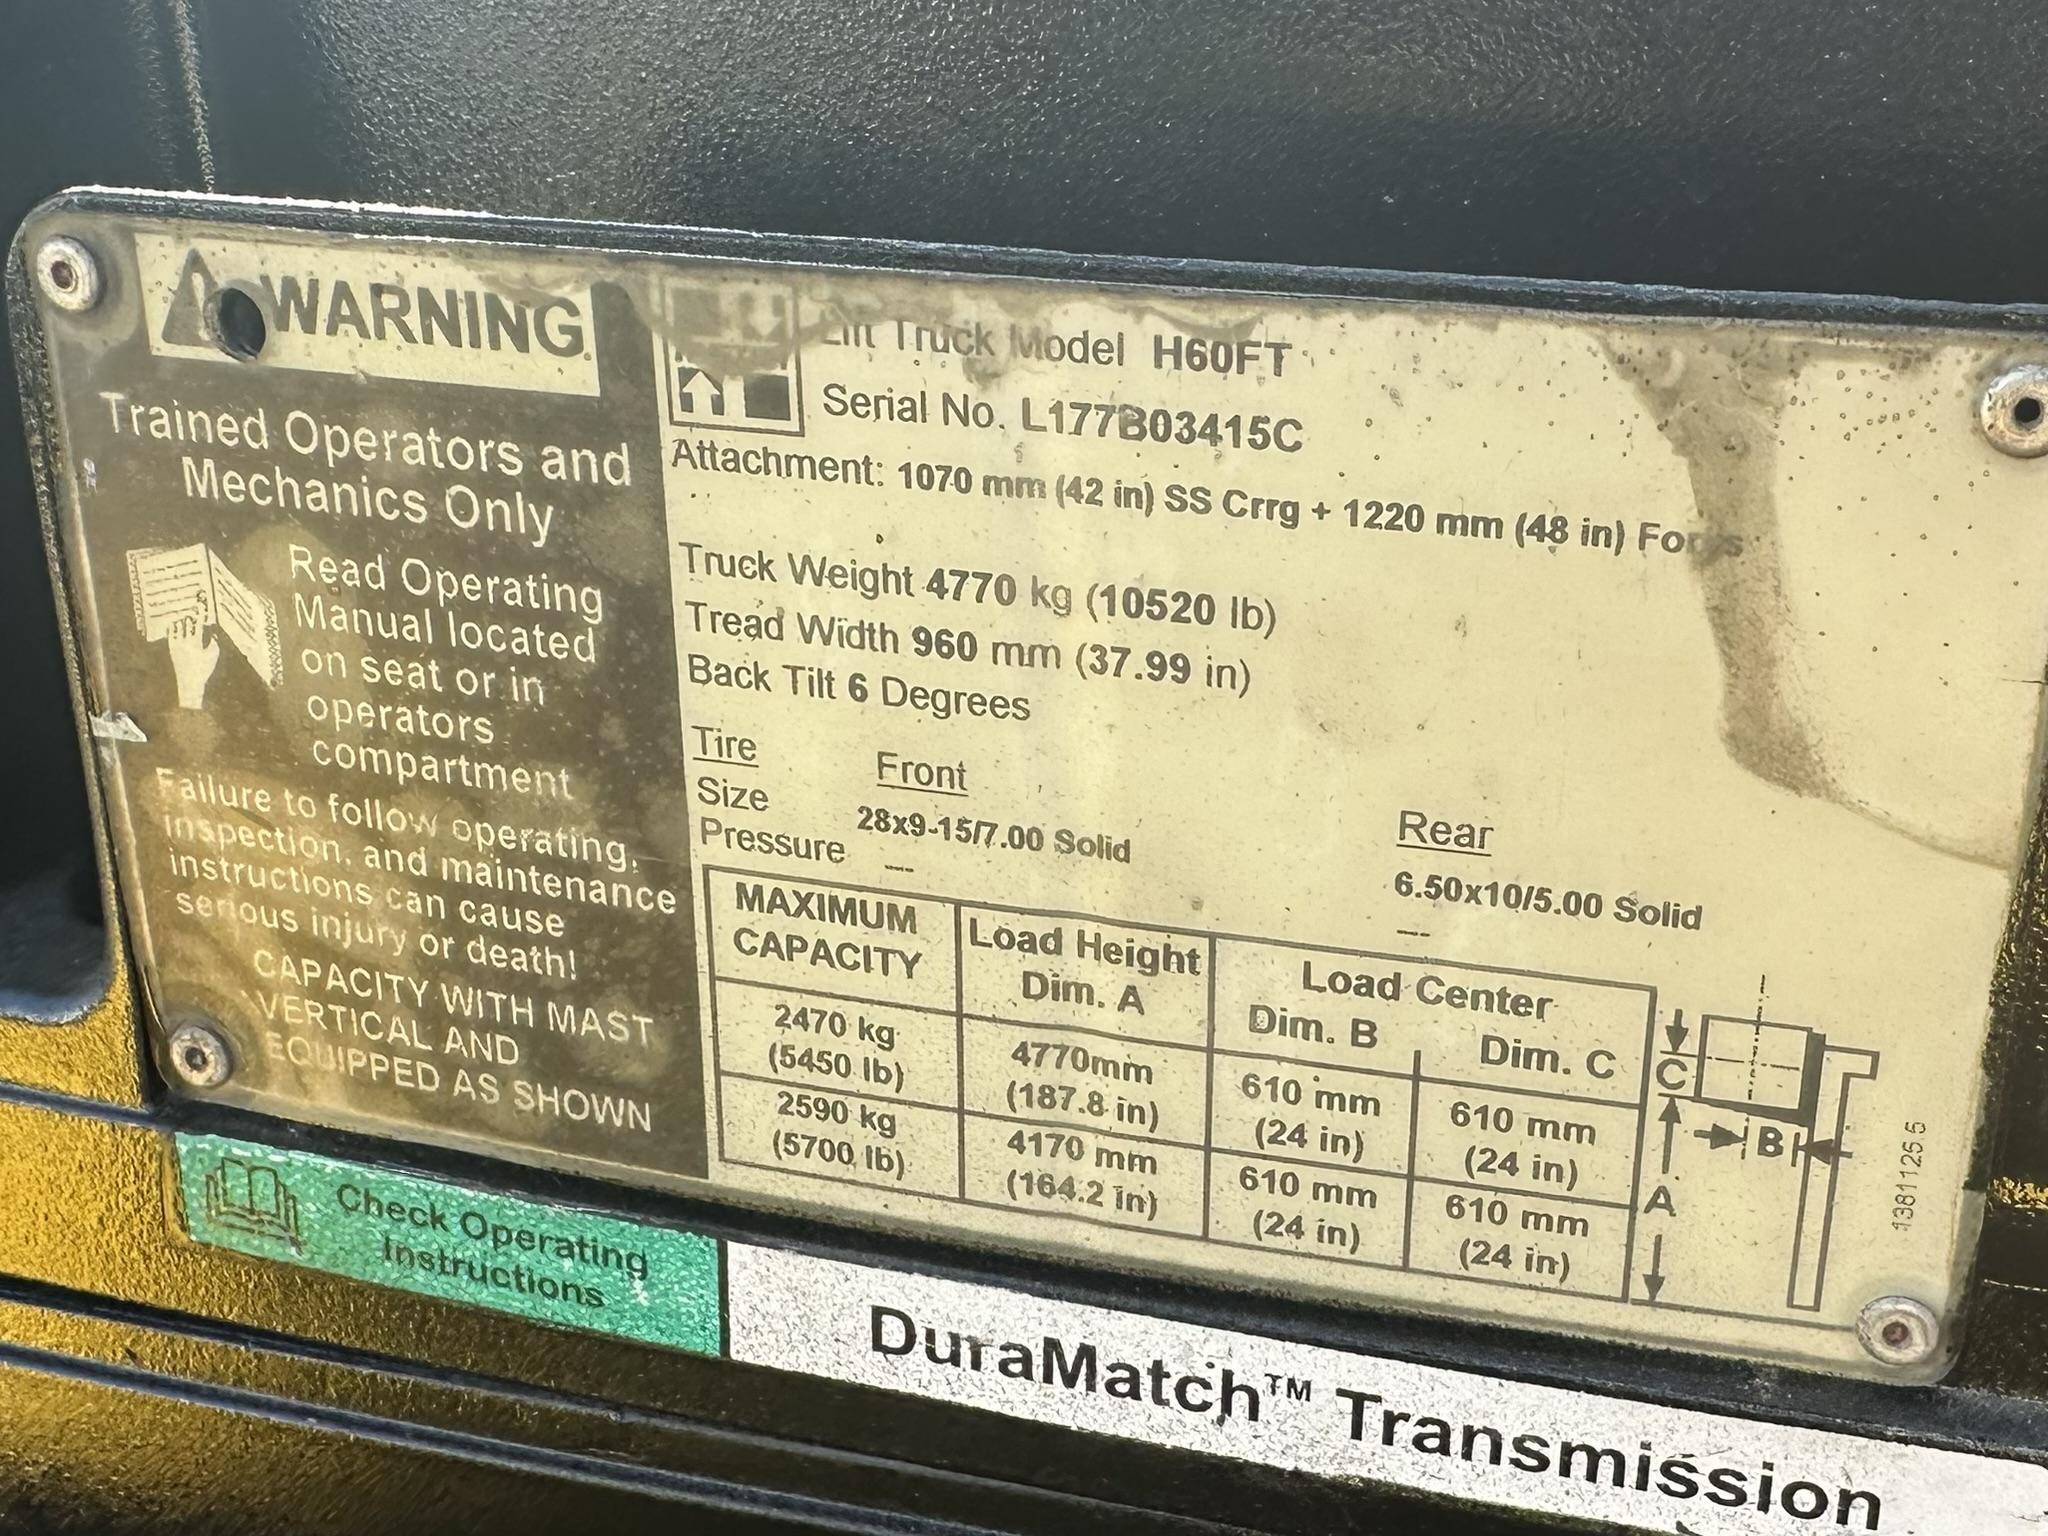 WARNING
Trained Operators and
Mechanics Only
Read Operating
Manual located
on seat or in
operators
compartment
Failure to follow operating,
inspection, and maintenance
instructions can cause
serious injury or death!
CAPACITY WITH MAST
VERTICAL AND
EQUIPPED AS SHOWN
Check Operating
Instructions
Lift Truck Model H60FT
Serial No. L177B03415C
Attachment: 1070 mm (42 in) SS Crrg + 1220 mm (48 in) Forks
Truck Weight 4770 kg (10520 lb)
Tread Width 960 mm (37.99 in)
Back Tilt 6 Degrees
Tire Front Rear
Size 28x9-15/7.00 Solid 6.50x10/5.00 Solid
Pressure --- ---
MAXIMUM CAPACITY Load Height Dim. A Load Center Dim. B Dim. C
2470 kg (5450 lb) 4770mm (187.8 in) 610 mm (24 in) 610 mm (24 in)
2590 kg (5700 lb) 4170 mm (164.2 in) 610 mm (24 in) 610 mm (24 in)
C
B
A
1381126 5
DuraMatch™ Transmission